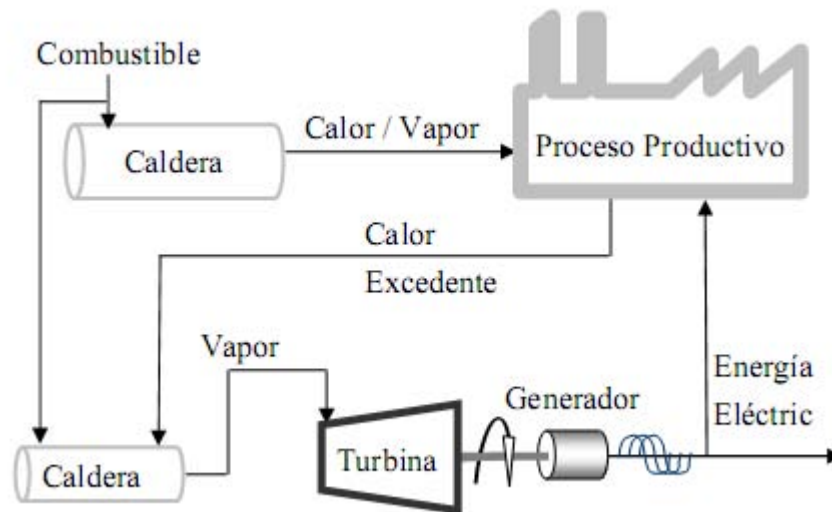 Combustible
Caldera
Calor / Vapor
Proceso Productivo
Calor
Excedente
Vapor
Caldera
Turbina
Generador
Energía
Eléctric